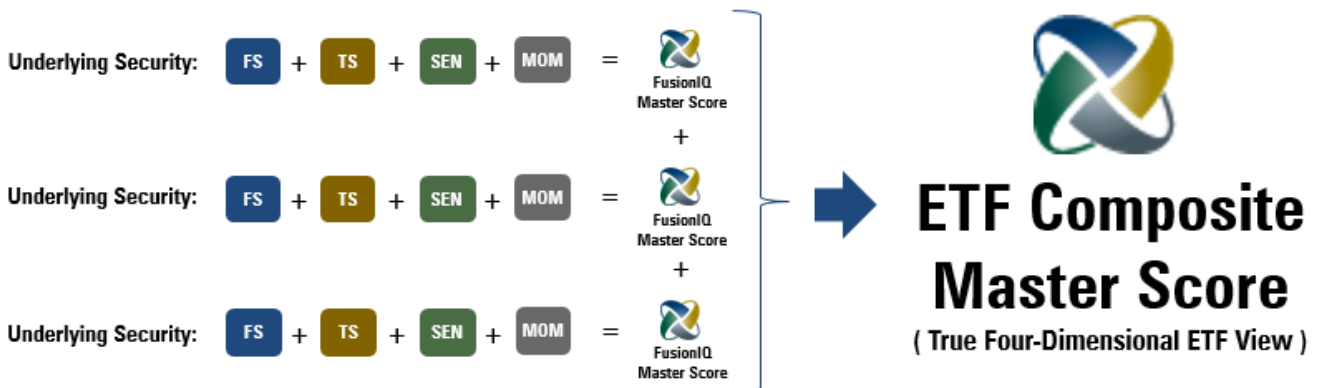 Underlying Security: FS + TS + SEN + MOM = FusionIQ
Master Score
+
Underlying Security: FS + TS + SEN + MOM = FusionIQ
Master Score
+
Underlying Security: FS + TS + SEN + MOM = FusionIQ
Master Score
ETF Composite
Master Score
( True Four-Dimensional ETF View )